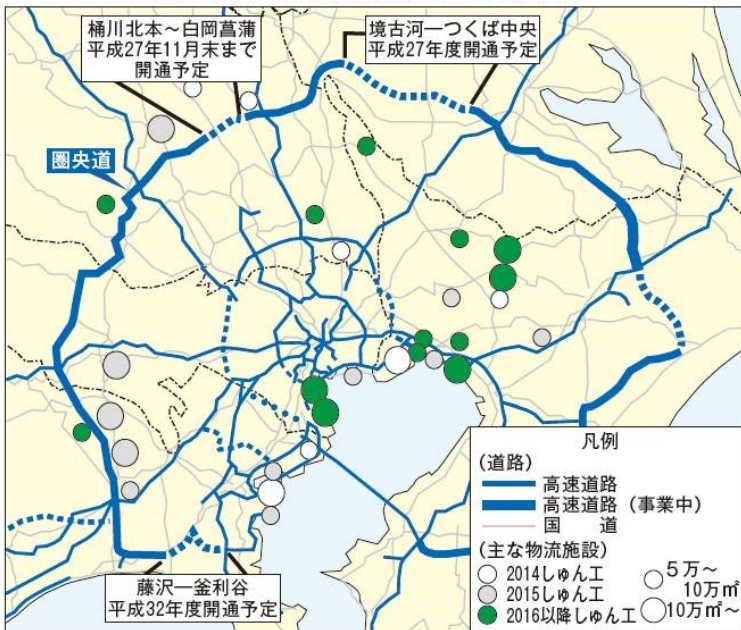 桶川北本~白岡菖蒲
平成27年11月末まで
開通予定
境古河―つくば中央
平成27年度開通予定
圏央道
藤沢―釜利谷
平成32年度開通予定
凡例
(道路)
高速道路
高速道路(事業中)
国 道
(主な物流施設)
2014しゅん工
2015しゅん工
2016以降しゅん工
5万~
10万㎡
10万㎡~